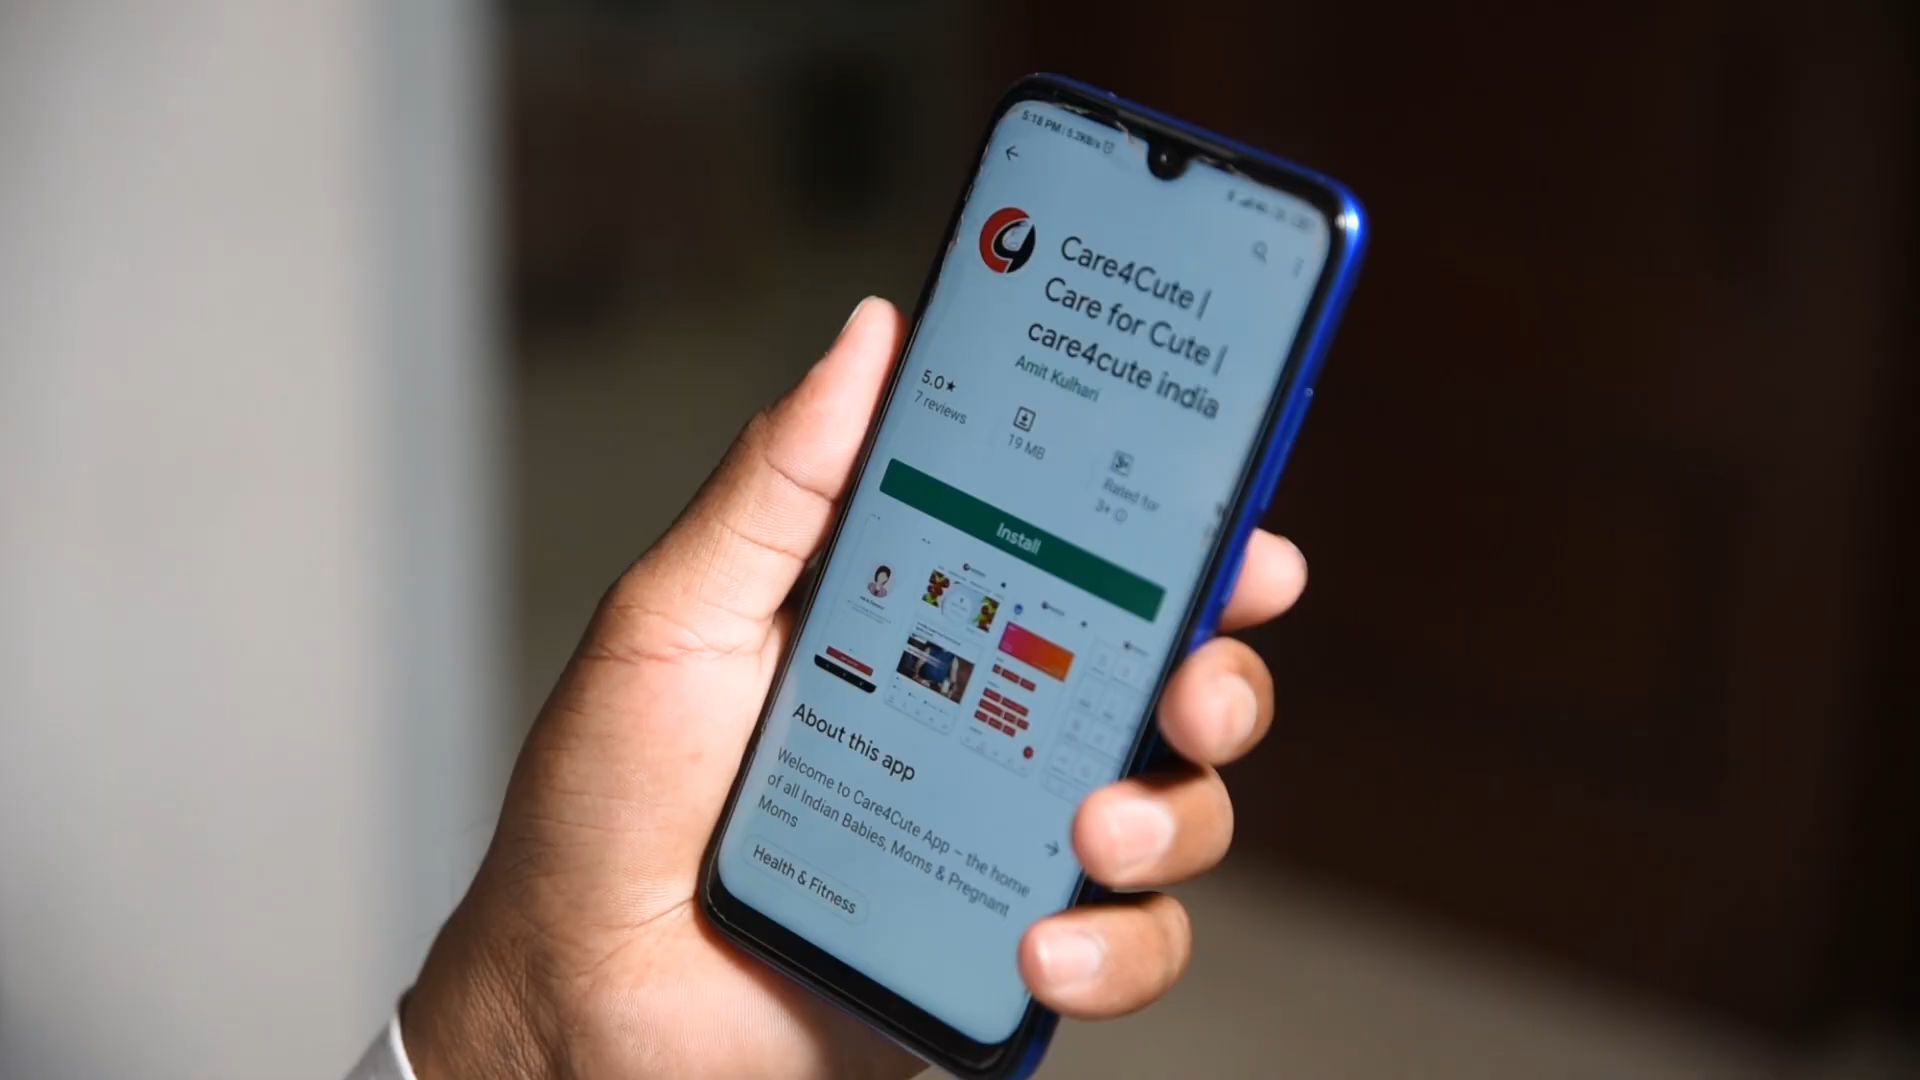 5:18 PM | 5.2KB/s
Care4Cute |
Care for Cute |
care4cute india
Amit Kulhari
5.0★
7 reviews
19 MB
3+
Rated for
3+
Install
About this app
Welcome to Care4Cute App – the home
of all Indian Babies, Moms & Pregnant
Moms
Health & Fitness